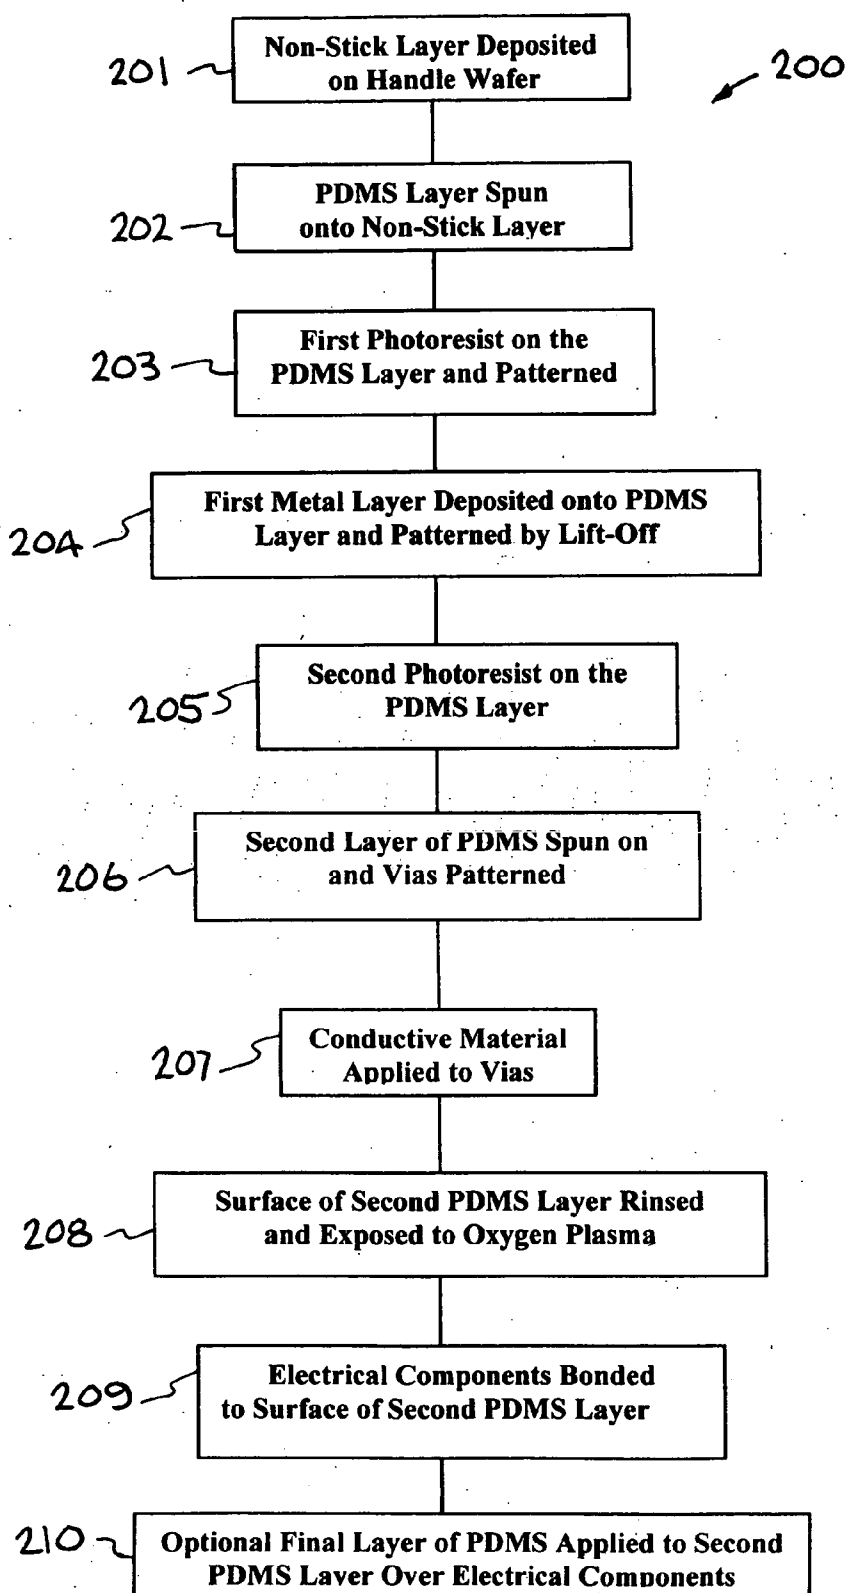 Non-Stick Layer Deposited
on Handle Wafer
201
200
PDMS Layer Spun
onto Non-Stick Layer
202
First Photoresist on the
PDMS Layer and Patterned
203
First Metal Layer Deposited onto PDMS
Layer and Patterned by Lift-Off
204
Second Photoresist on the
PDMS Layer
205
Second Layer of PDMS Spun on
and Vias Patterned
206
Conductive Material
Applied to Vias
207
Surface of Second PDMS Layer Rinsed
and Exposed to Oxygen Plasma
208
Electrical Components Bonded
to Surface of Second PDMS Layer
209
Optional Final Layer of PDMS Applied to Second
PDMS Layer Over Electrical Components
210